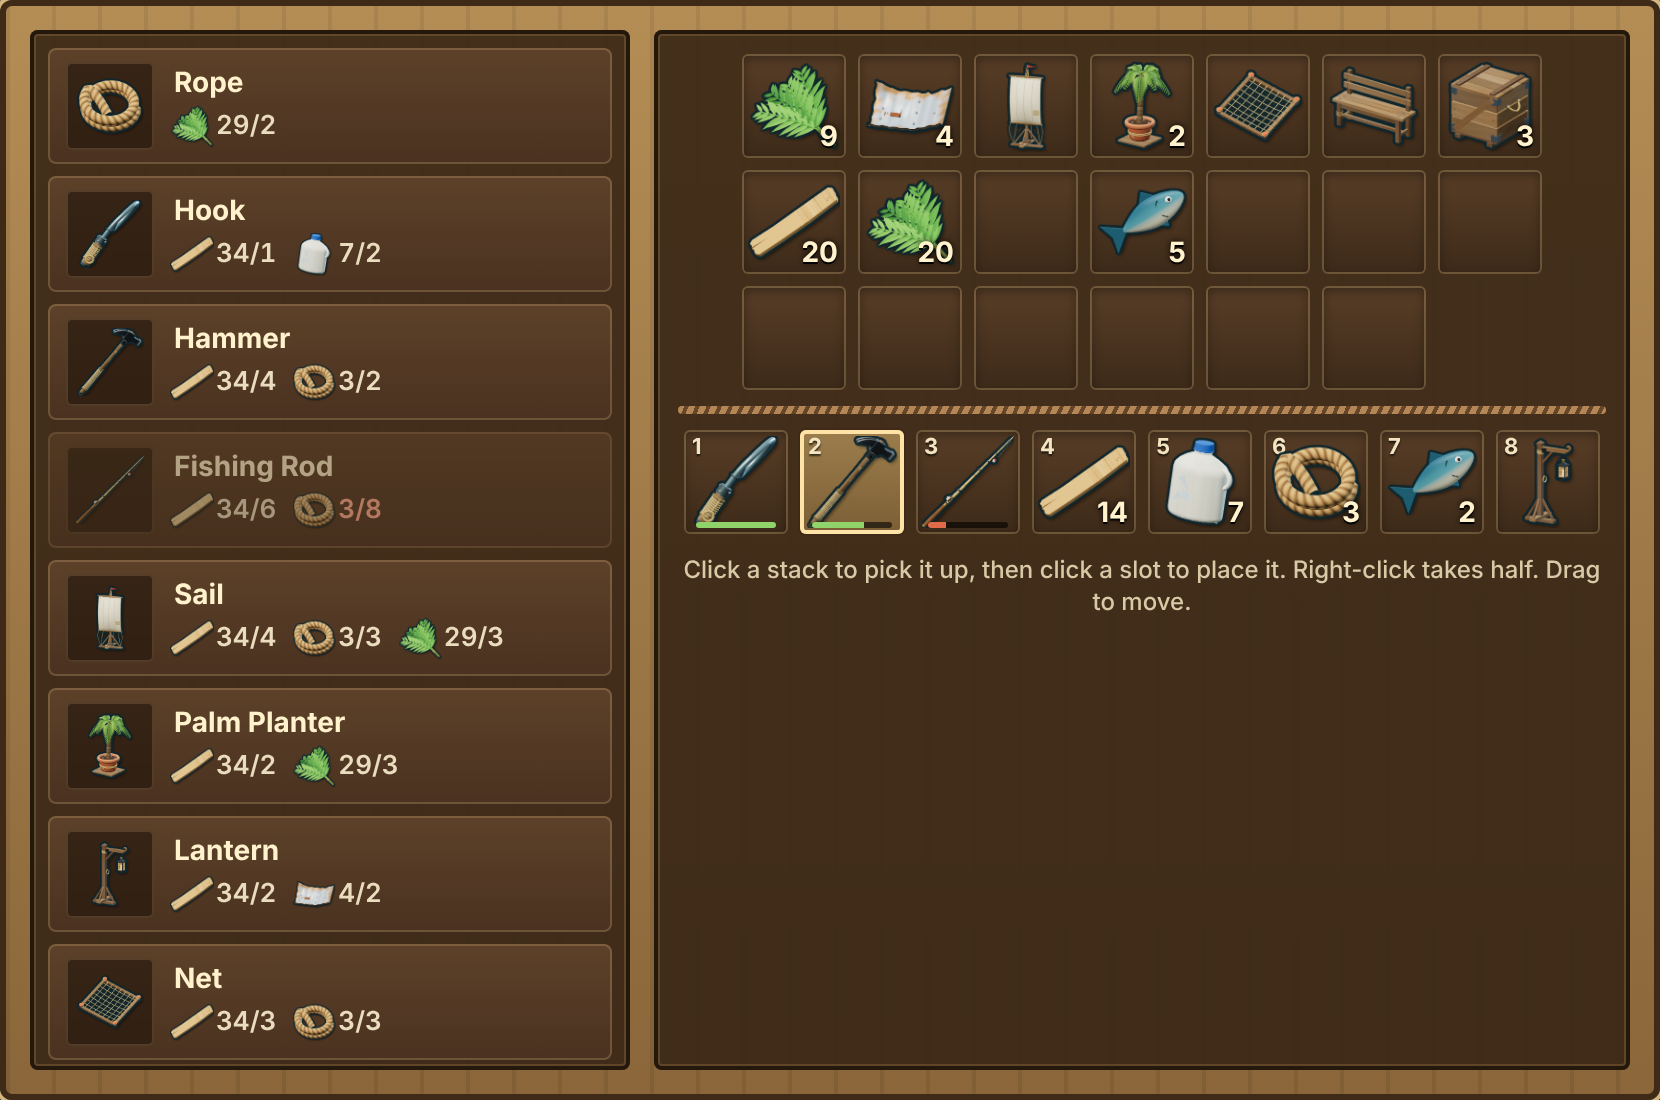 Rope
29/2
Hook
34/1 7/2
Hammer
34/4 3/2
Fishing Rod
34/6 3/8
Sail
34/4 3/3 29/3
Palm Planter
34/2 29/3
Lantern
34/2 4/2
Net
34/3 3/3
9 4 2 3
20 20 5
1 2 3 4 5 6 7 8
14 7 3 2
Click a stack to pick it up, then click a slot to place it. Right-click takes half. Drag
to move.